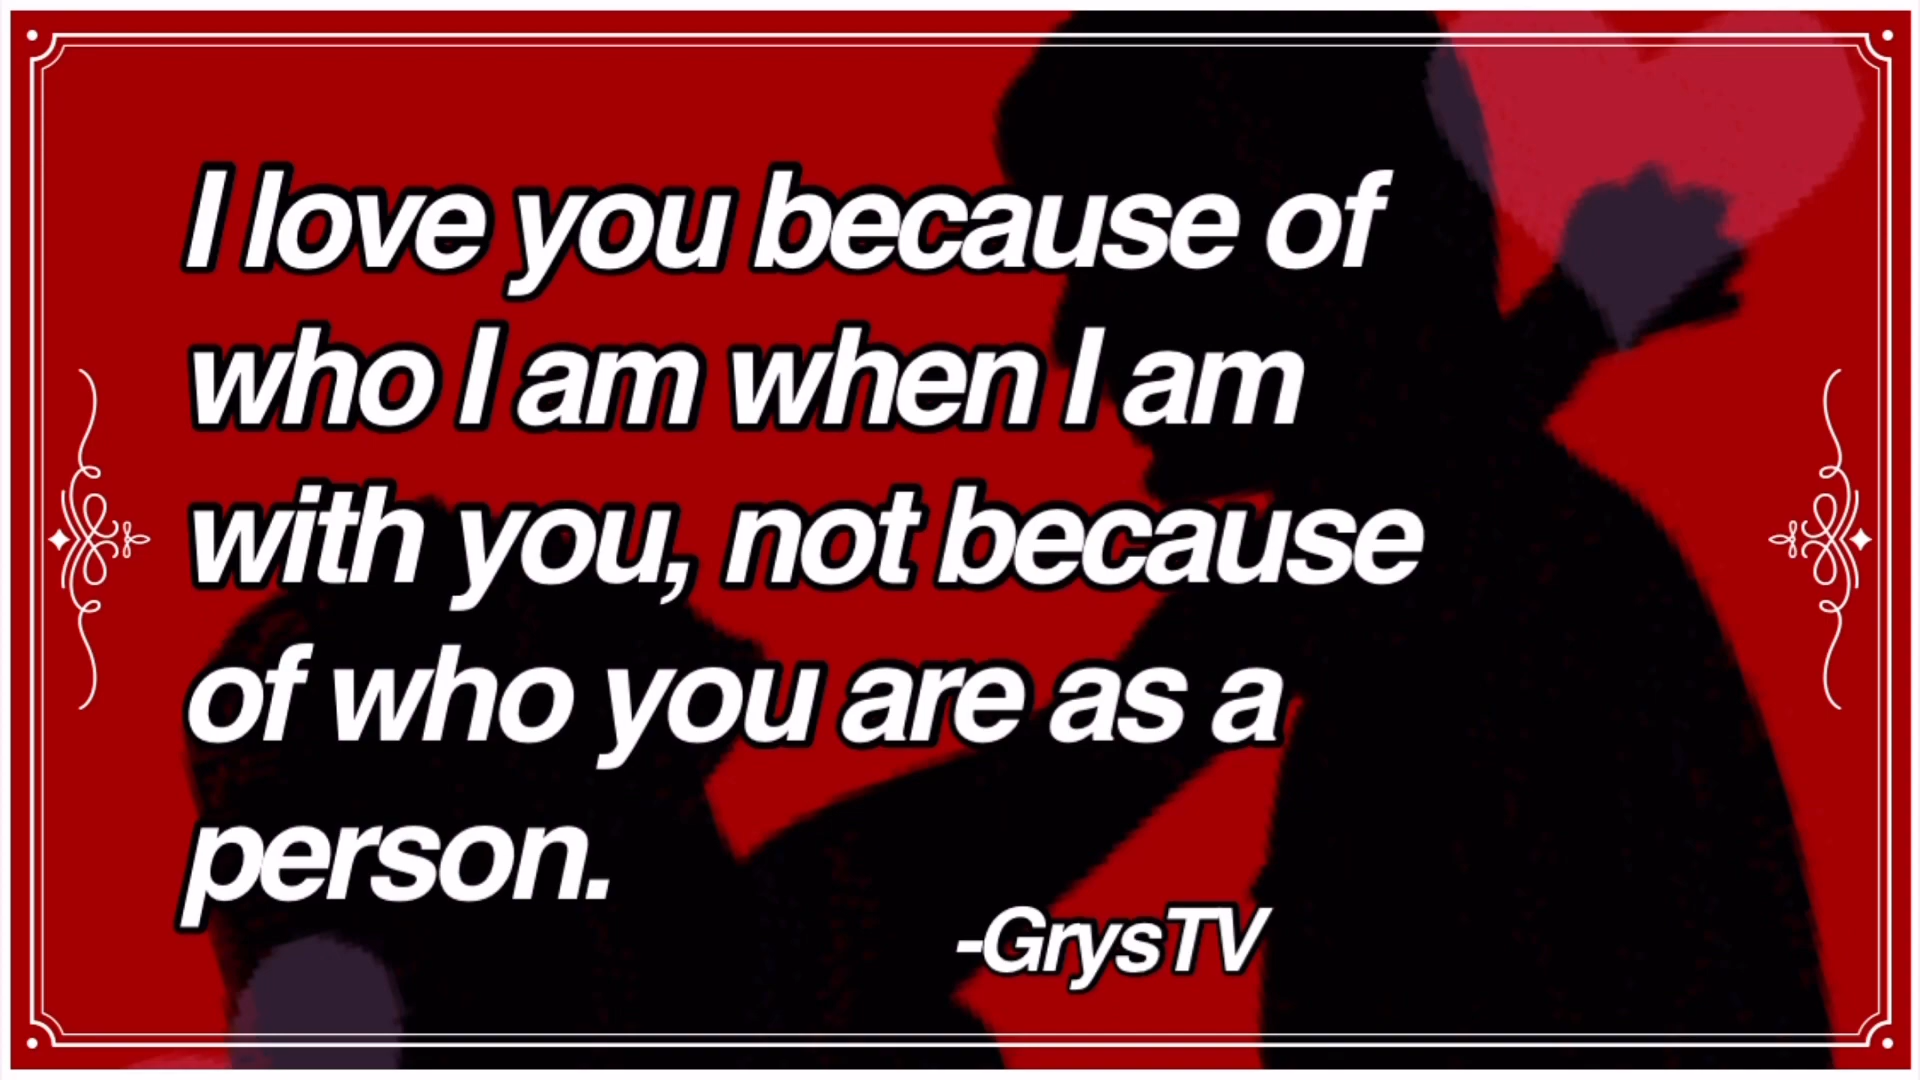 I love you because of
who I am when I am
with you, not because
of who you are as a
person.
-GrysTV